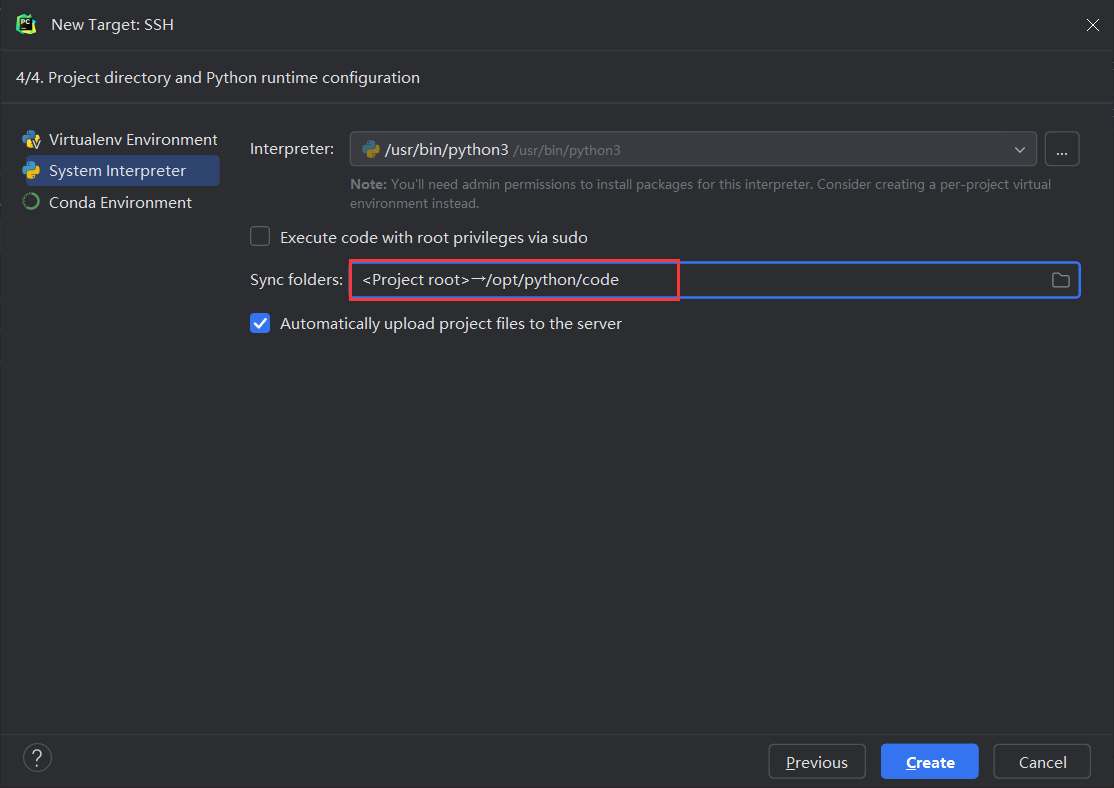 New Target: SSH
4/4. Project directory and Python runtime configuration
Virtualenv Environment
System Interpreter
Conda Environment
Interpreter: /usr/bin/python3 /usr/bin/python3 ...
Note: You'll need admin permissions to install packages for this interpreter. Consider creating a per-project virtual
environment instead.
Execute code with root privileges via sudo
Sync folders: <Project root>→/opt/python/code
Automatically upload project files to the server
? Previous Create Cancel